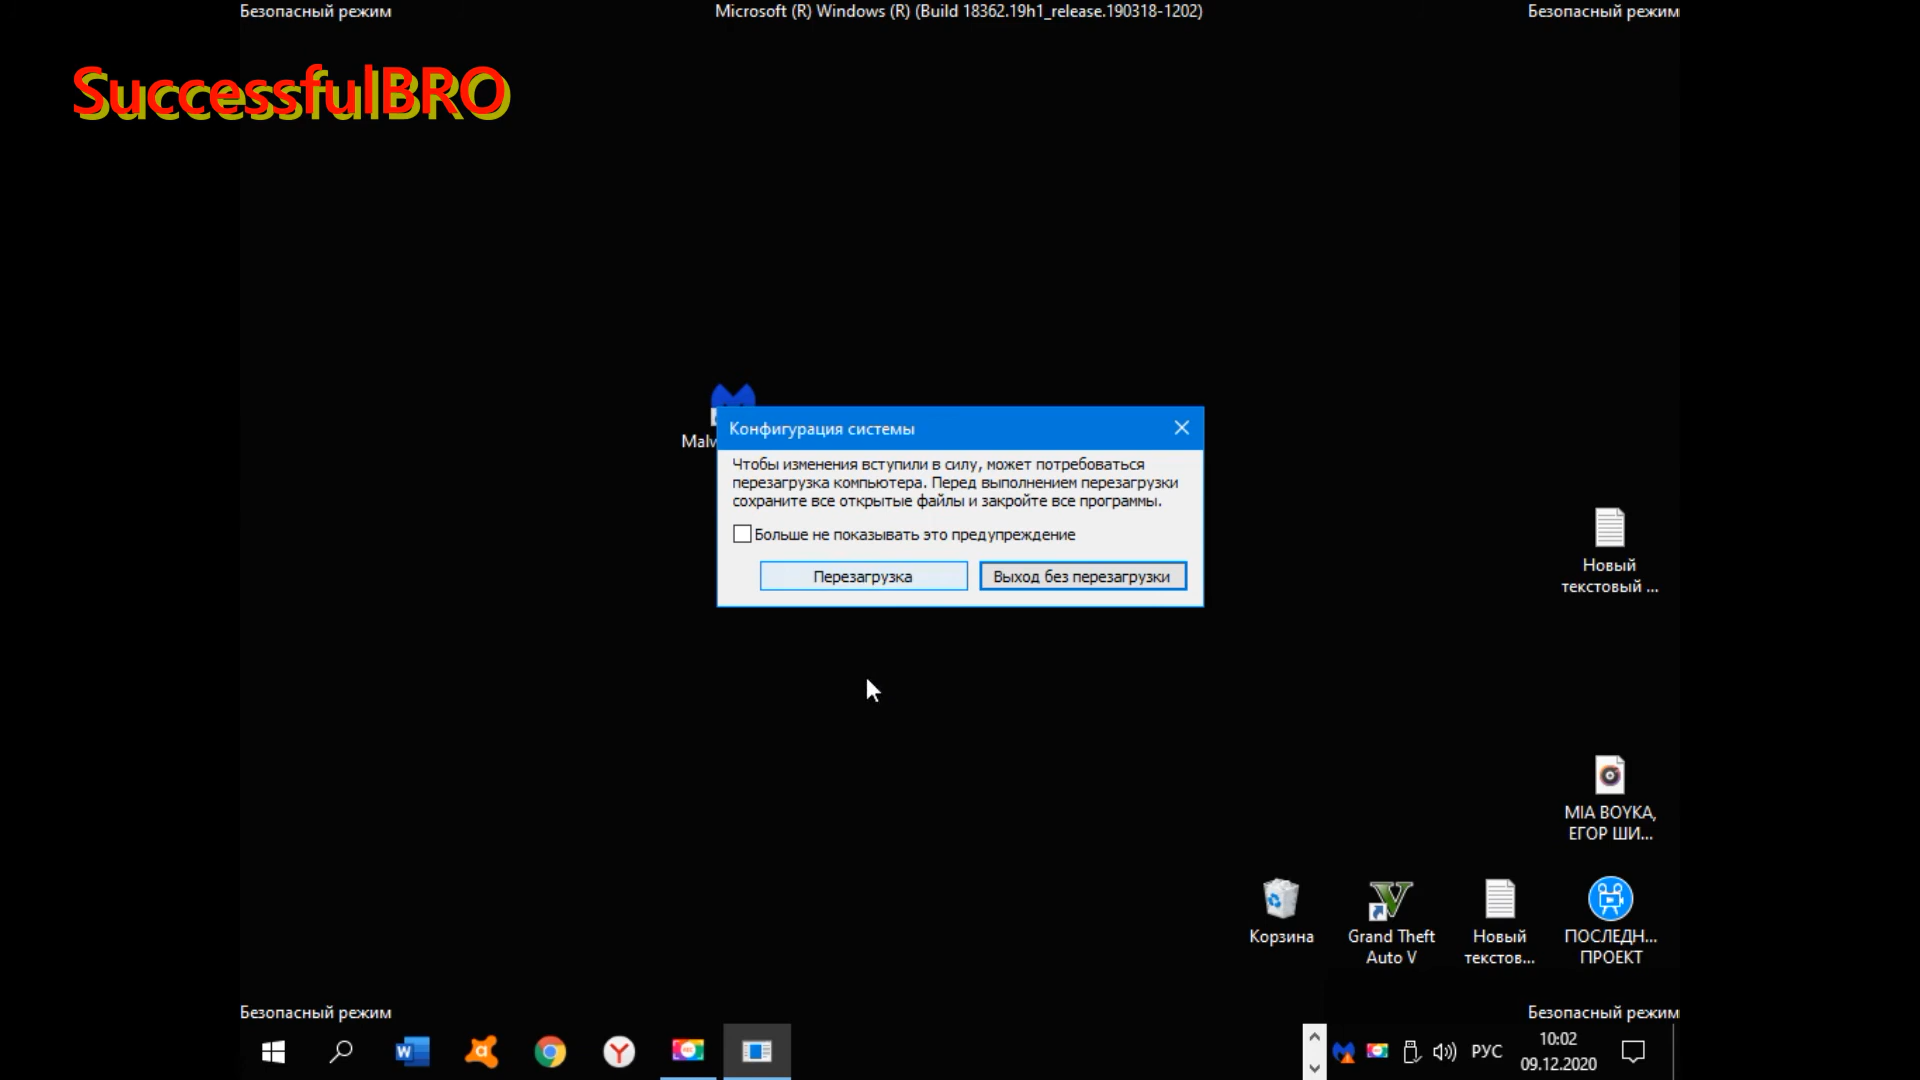 Безопасный режим
Microsoft (R) Windows (R) (Build 18362.19h1_release.190318-1202)
Безопасный режим
SuccessfulBRO
Malw
Конфигурация системы
Чтобы изменения вступили в силу, может потребоваться
перезагрузка компьютера. Перед выполнением перезагрузки
сохраните все открытые файлы и закройте все программы.
Больше не показывать это предупреждение
Перезагрузка
Выход без перезагрузки
Новый
текстовый ...
MIA BOYKA,
ЕГОР ШИ...
Корзина
Grand Theft
Auto V
Новый
текстов...
ПОСЛЕДН...
ПРОЕКТ
Безопасный режим
Безопасный режим
РУС
10:02
09.12.2020